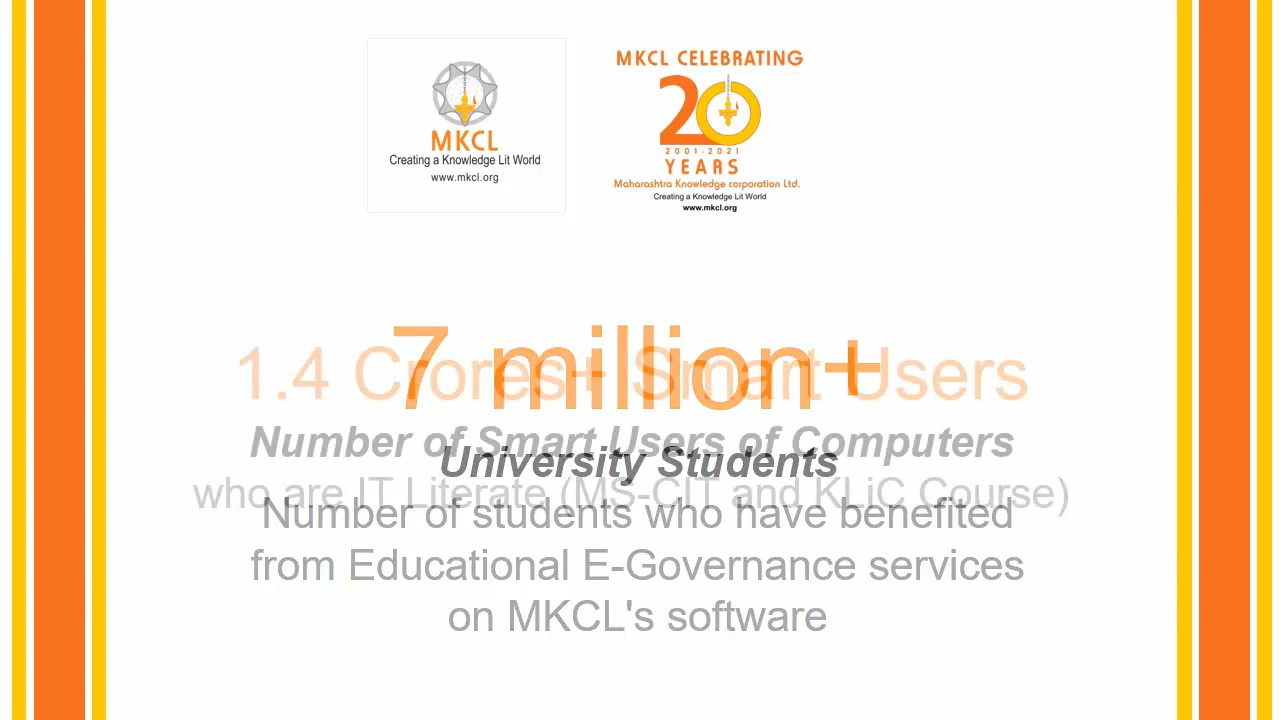 MKCL
Creating a Knowledge Lit World
www.mkcl.org
MKCL CELEBRATING
20
2001-2021
YEARS
Maharashtra Knowledge corporation Ltd.
Creating a Knowledge Lit World
www.mkcl.org
1.4 Crores+ Smart Users
Number of Smart Users of Computers
who are IT Literate (MS-CIT and KLiC Course)
7 million+
University Students
Number of students who have benefited
from Educational E-Governance services
on MKCL's software